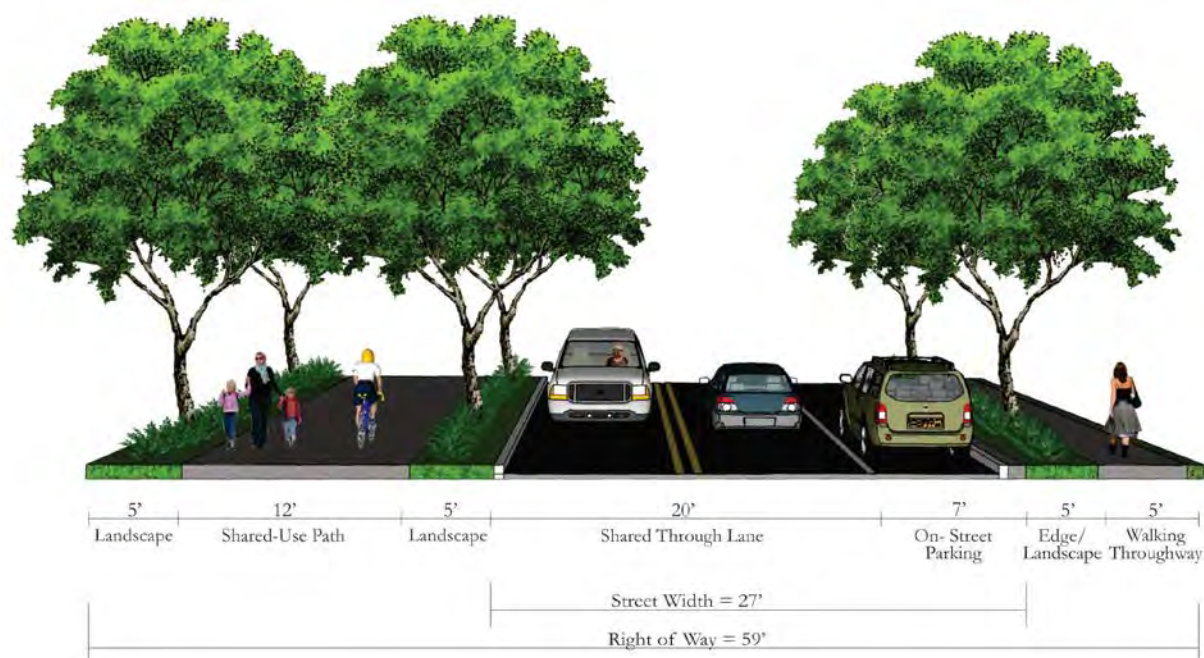 5' 12' 5' 20' 7' 5' 5'
Landscape Shared-Use Path Landscape Shared Through Lane On- Street Edge/ Walking
Parking Landscape Throughway
Street Width = 27’
Right of Way = 59’